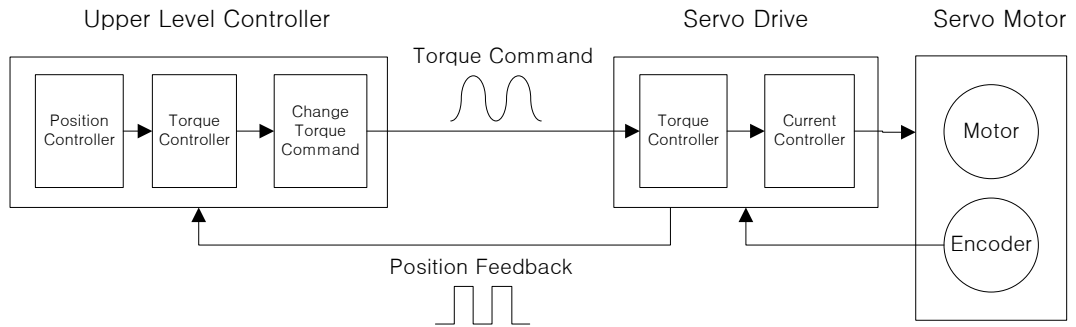 Upper Level Controller
Servo Drive
Servo Motor
Torque Command
Position
Controller
Torque
Controller
Change
Torque
Command
Torque
Controller
Current
Controller
Motor
Encoder
Position Feedback